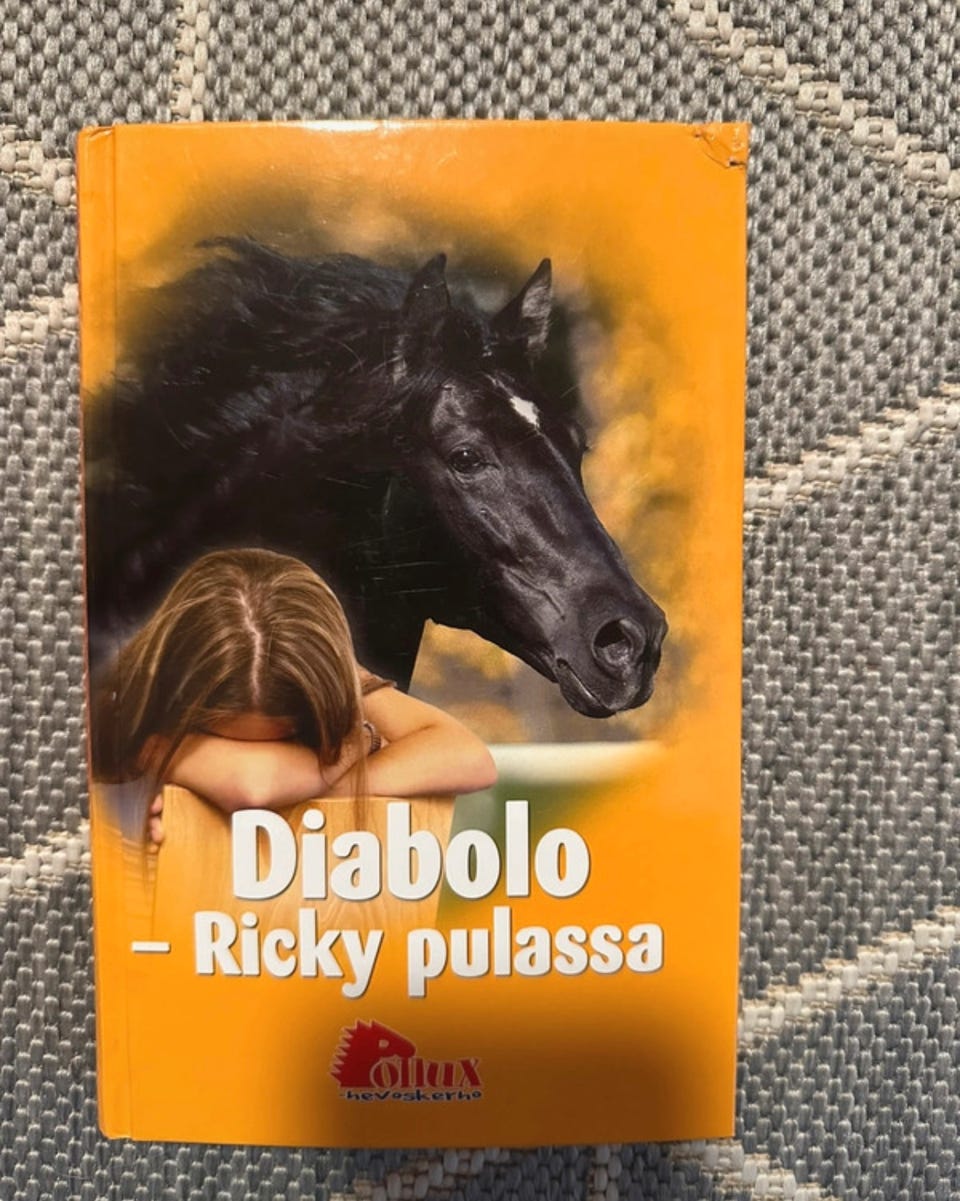 Diabolo
– Ricky pulassa
Pollux
-hevoskerho